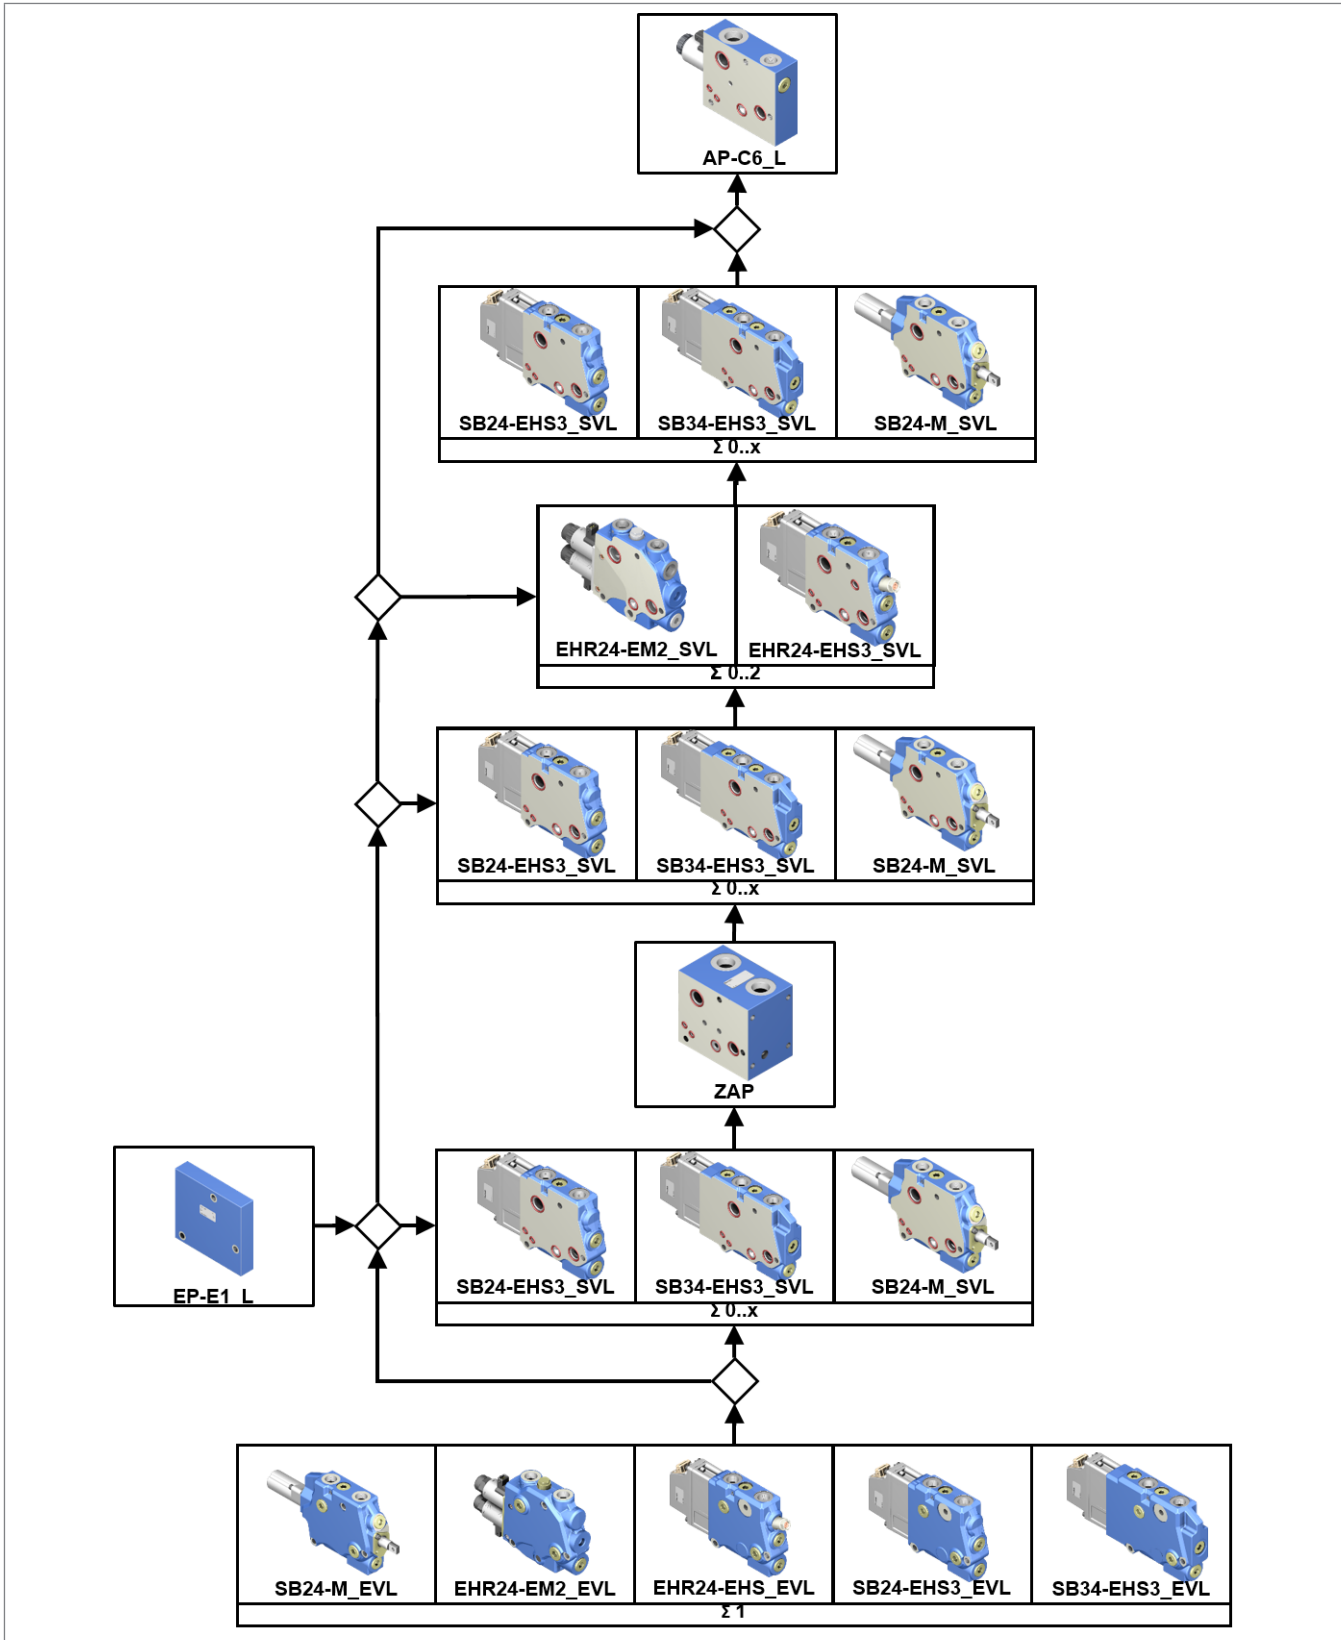 AP-C6_L
SB24-EHS3_SVL SB34-EHS3_SVL SB24-M_SVL
Σ 0..x
EHR24-EM2_SVL EHR24-EHS3_SVL
Σ 0..2
SB24-EHS3_SVL SB34-EHS3_SVL SB24-M_SVL
Σ 0..x
ZAP
SB24-EHS3_SVL SB34-EHS3_SVL SB24-M_SVL
EP-E1_L
Σ 0..x
SB24-M_EVL EHR24-EM2_EVL EHR24-EHS_EVL SB24-EHS3_EVL SB34-EHS3_EVL
Σ 1